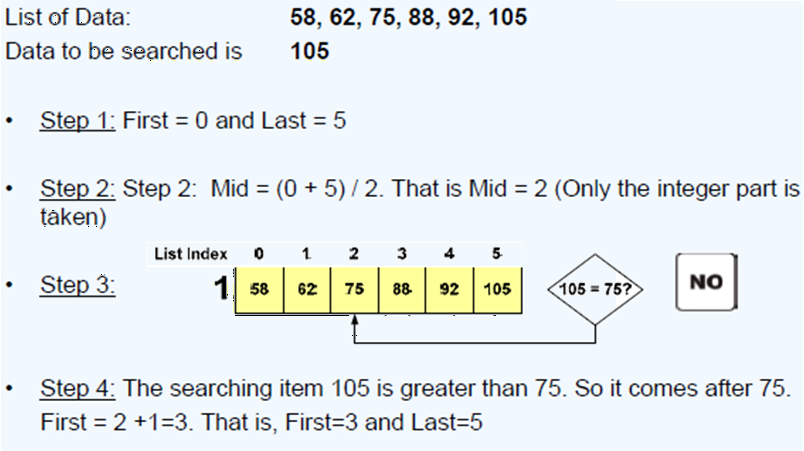 List of Data: 58, 62, 75, 88, 92, 105
Data to be searched is 105
• Step 1: First = 0 and Last = 5
• Step 2: Step 2: Mid = (0 + 5) / 2. That is Mid = 2 (Only the integer part is
taken)
List Index 0 1 2 3 4 5
• Step 3: 1 58 62 75 88 92 105 105 = 75? NO
• Step 4: The searching item 105 is greater than 75. So it comes after 75.
First = 2 +1=3. That is, First=3 and Last=5